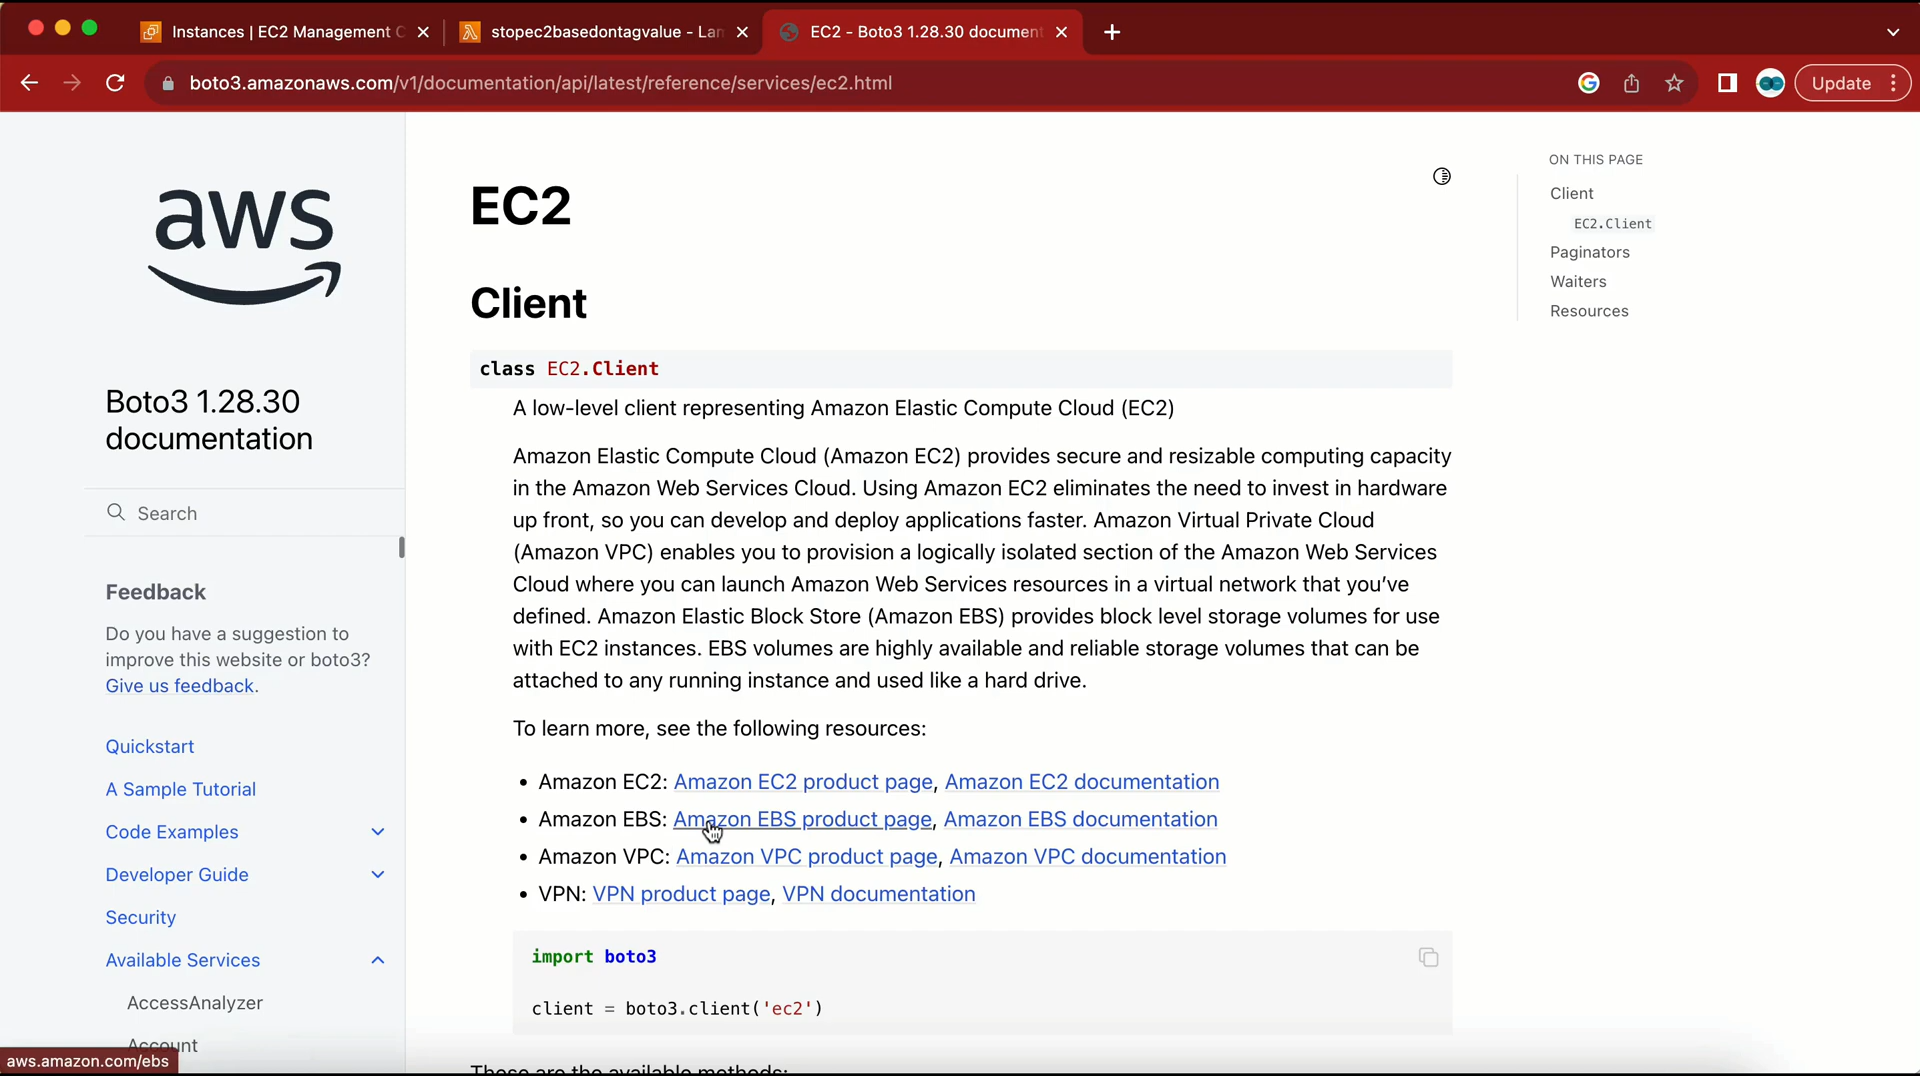 Instances | EC2 Management C
stopec2basedontagvalue - Lam
EC2 - Boto3 1.28.30 document
boto3.amazonaws.com/v1/documentation/api/latest/reference/services/ec2.html
Update
aws
Boto3 1.28.30
documentation
Search
Feedback
Do you have a suggestion to
improve this website or boto3?
Give us feedback.
Quickstart
A Sample Tutorial
Code Examples
Developer Guide
Security
Available Services
AccessAnalyzer
Account
aws.amazon.com/ebs
EC2
Client
class EC2.Client
A low-level client representing Amazon Elastic Compute Cloud (EC2)
Amazon Elastic Compute Cloud (Amazon EC2) provides secure and resizable computing capacity
in the Amazon Web Services Cloud. Using Amazon EC2 eliminates the need to invest in hardware
up front, so you can develop and deploy applications faster. Amazon Virtual Private Cloud
(Amazon VPC) enables you to provision a logically isolated section of the Amazon Web Services
Cloud where you can launch Amazon Web Services resources in a virtual network that you’ve
defined. Amazon Elastic Block Store (Amazon EBS) provides block level storage volumes for use
with EC2 instances. EBS volumes are highly available and reliable storage volumes that can be
attached to any running instance and used like a hard drive.
To learn more, see the following resources:
• Amazon EC2: Amazon EC2 product page, Amazon EC2 documentation
• Amazon EBS: Amazon EBS product page, Amazon EBS documentation
• Amazon VPC: Amazon VPC product page, Amazon VPC documentation
• VPN: VPN product page, VPN documentation
import boto3
client = boto3.client('ec2')
These are the available methods:
ON THIS PAGE
Client
EC2.Client
Paginators
Waiters
Resources